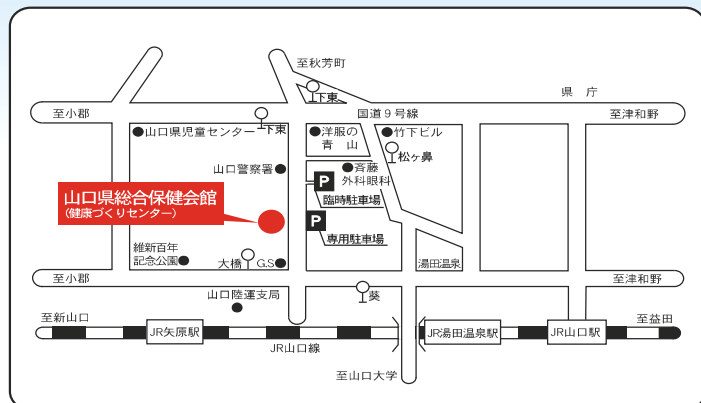 至秋芳町
下東
県 庁
至小郡
国道9号線
至津和野
下東
山口県児童センター
洋服の
青 山
竹下ビル
松ヶ鼻
山口警察署
斉藤
外科眼科
P
臨時駐車場
山口県総合保健会館
(健康づくりセンター)
P
専用駐車場
維新百年
記念公園
大橋
G.S
湯田温泉
至小郡
至津和野
山口陸運支局
葵
至新山口
至益田
JR矢原駅
JR湯田温泉駅
JR山口駅
JR山口線
至山口大学